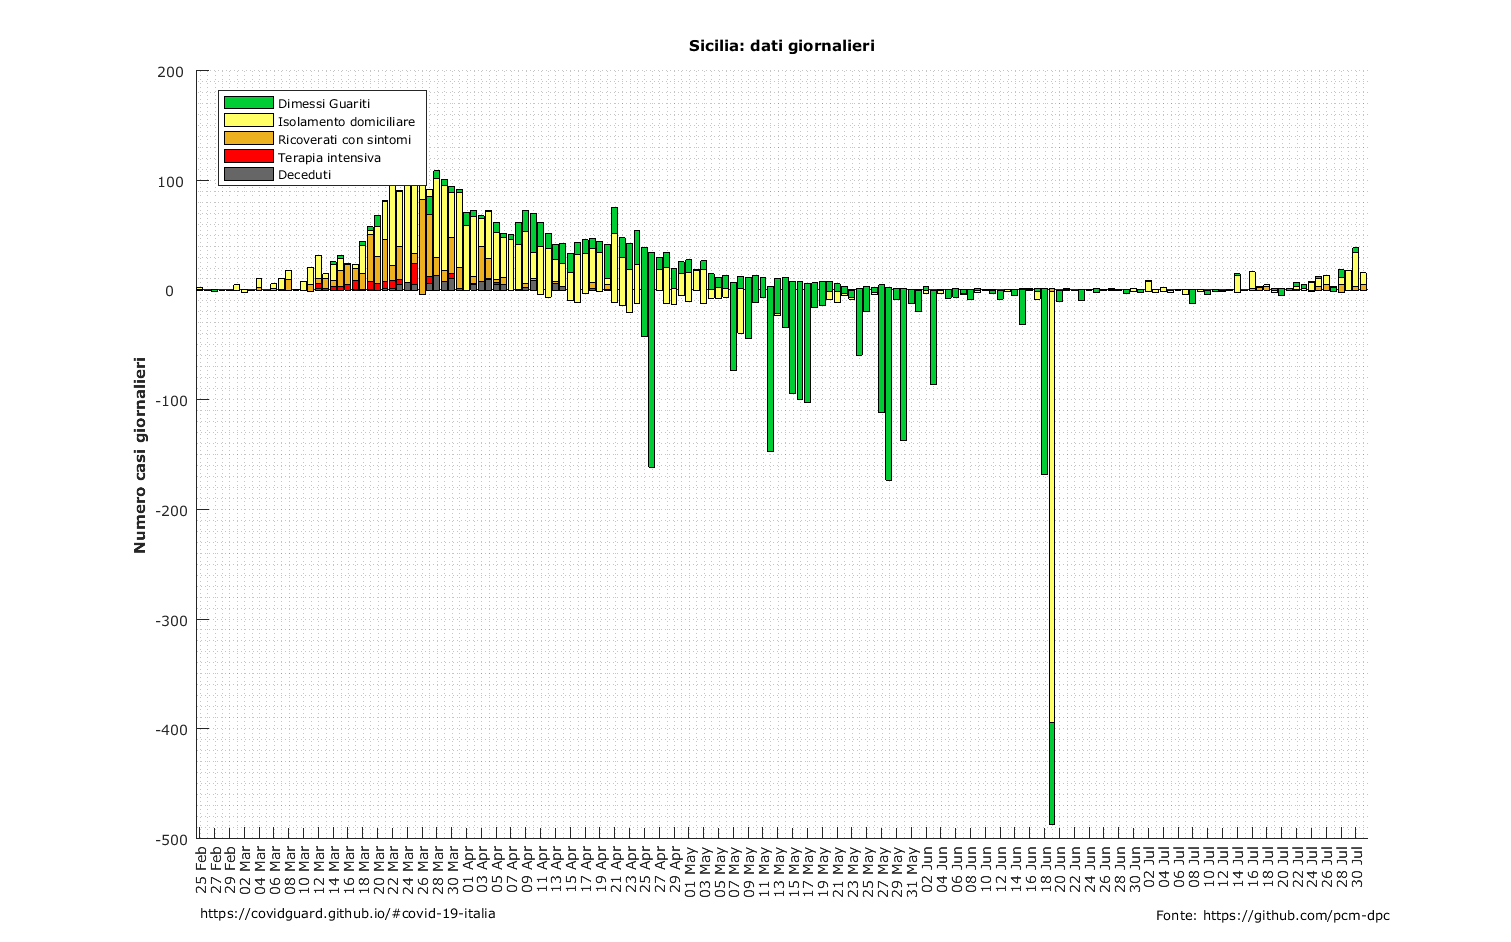 Sicilia: dati giornalieri
200
100
0
-100
-200
-300
-400
-500
Numero casi giornalieri
Dimessi Guariti
Isolamento domiciliare
Ricoverati con sintomi
Terapia intensiva
Deceduti
25 Feb
27 Feb
29 Feb
02 Mar
04 Mar
06 Mar
08 Mar
10 Mar
12 Mar
14 Mar
16 Mar
18 Mar
20 Mar
22 Mar
24 Mar
26 Mar
28 Mar
30 Mar
01 Apr
03 Apr
05 Apr
07 Apr
09 Apr
11 Apr
13 Apr
15 Apr
17 Apr
19 Apr
21 Apr
23 Apr
25 Apr
27 Apr
29 Apr
01 May
03 May
05 May
07 May
09 May
11 May
13 May
15 May
17 May
19 May
21 May
23 May
25 May
27 May
29 May
31 May
02 Jun
04 Jun
06 Jun
08 Jun
10 Jun
12 Jun
14 Jun
16 Jun
18 Jun
20 Jun
22 Jun
24 Jun
26 Jun
28 Jun
30 Jun
02 Jul
04 Jul
06 Jul
08 Jul
10 Jul
12 Jul
14 Jul
16 Jul
18 Jul
20 Jul
22 Jul
24 Jul
26 Jul
28 Jul
30 Jul
https://covidguard.github.io/#covid-19-italia
Fonte: https://github.com/pcm-dpc